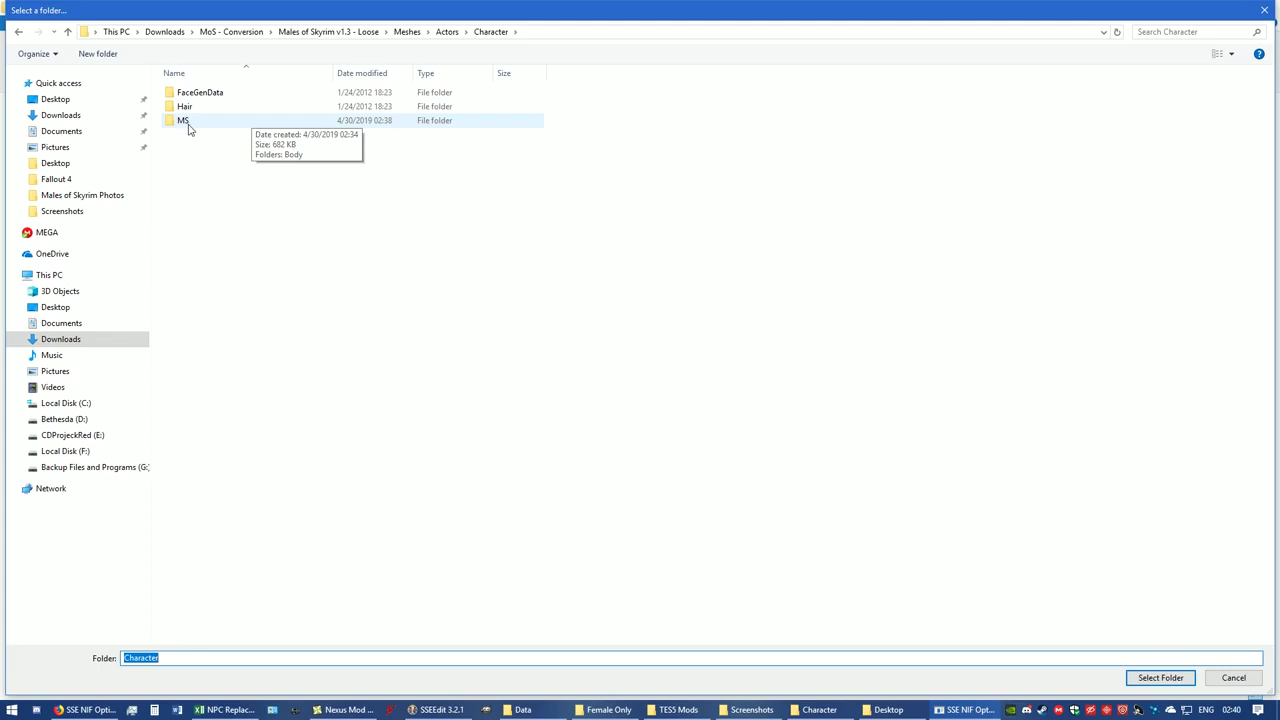 Select a folder...
This PC > Downloads > MoS - Conversion > Males of Skyrim v1.3 - Loose > Meshes > Actors > Character >
Search Character
Organize
New folder
Name
Date modified
Type
Size
Quick access
Desktop
Downloads
Documents
Pictures
Desktop
Fallout 4
Males of Skyrim Photos
Screenshots
MEGA
OneDrive
This PC
3D Objects
Desktop
Documents
Downloads
Music
Pictures
Videos
Local Disk (C:)
Bethesda (D:)
CDProjeckRed (E:)
Local Disk (F:)
Backup Files and Programs (G:)
Network
FaceGenData 1/24/2012 18:23 File folder
Hair 1/24/2012 18:23 File folder
MS 4/30/2019 02:38 File folder
Date created: 4/30/2019 02:34
Size: 682 KB
Folders: Body
Folder: Character
Select Folder
Cancel
SSE NIF Opti...
NPC Replac...
Nexus Mod ...
SSEEdit 3.2.1
Data
Female Only
TES5 Mods
Screenshots
Character
Desktop
SSE NIF Opt...
ENG
02:40